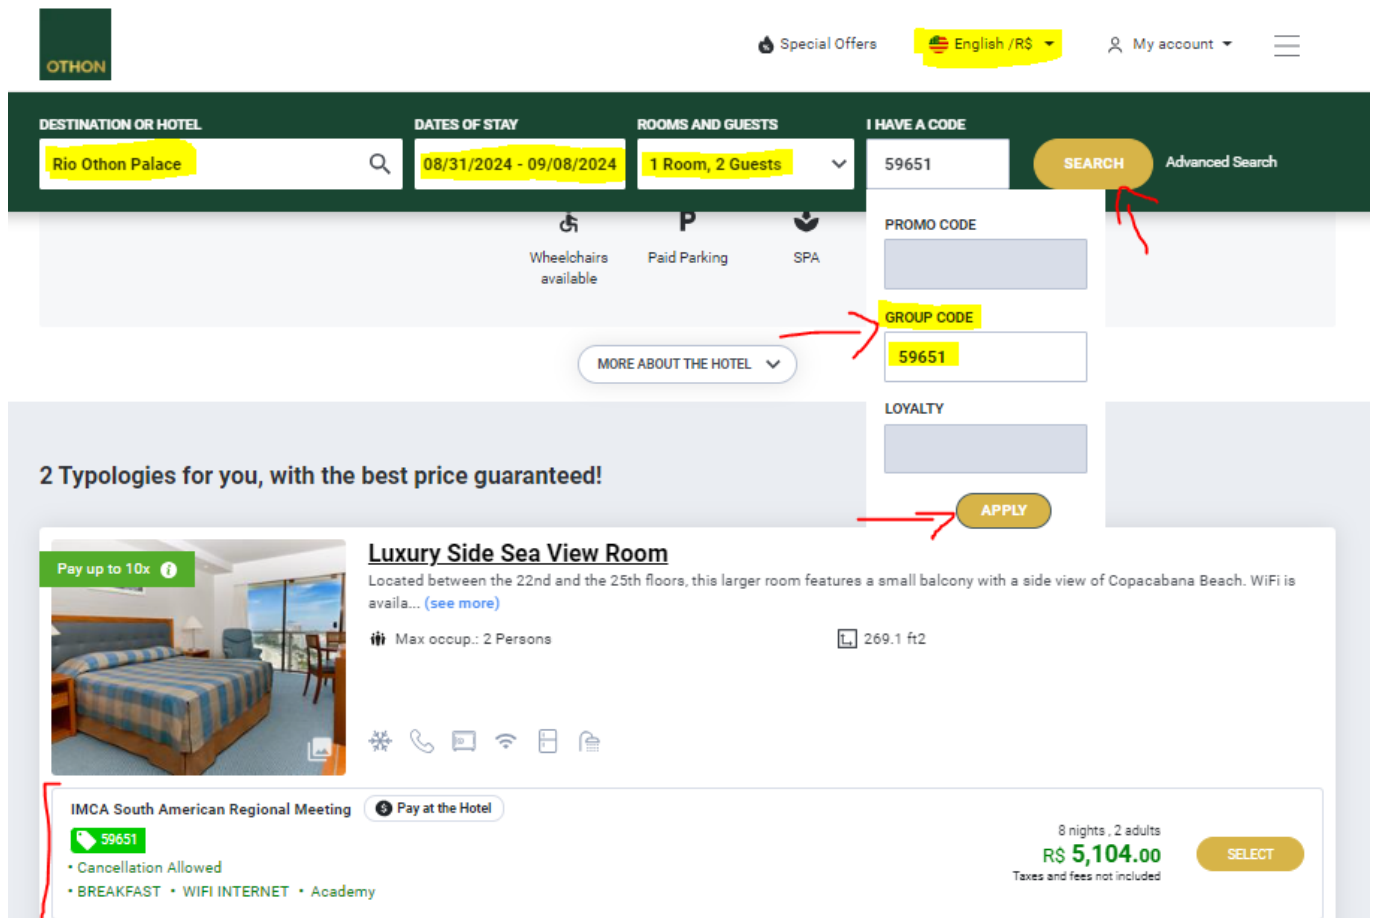 OTHON
Special Offers
English /R$
My account
DESTINATION OR HOTEL
DATES OF STAY
ROOMS AND GUESTS
I HAVE A CODE
Rio Othon Palace
08/31/2024 - 09/08/2024
1 Room, 2 Guests
59651
SEARCH
Advanced Search
P
Wheelchairs
available
Paid Parking
SPA
PROMO CODE
GROUP CODE
59651
LOYALTY
APPLY
MORE ABOUT THE HOTEL
2 Typologies for you, with the best price guaranteed!
Pay up to 10x
Luxury Side Sea View Room
Located between the 22nd and the 25th floors, this larger room features a small balcony with a side view of Copacabana Beach. WiFi is
availa... (see more)
Max occup.: 2 Persons
269.1 ft2
IMCA South American Regional Meeting
Pay at the Hotel
59651
• Cancellation Allowed
• BREAKFAST • WIFI INTERNET • Academy
8 nights , 2 adults
R$ 5,104.00
Taxes and fees not included
SELECT